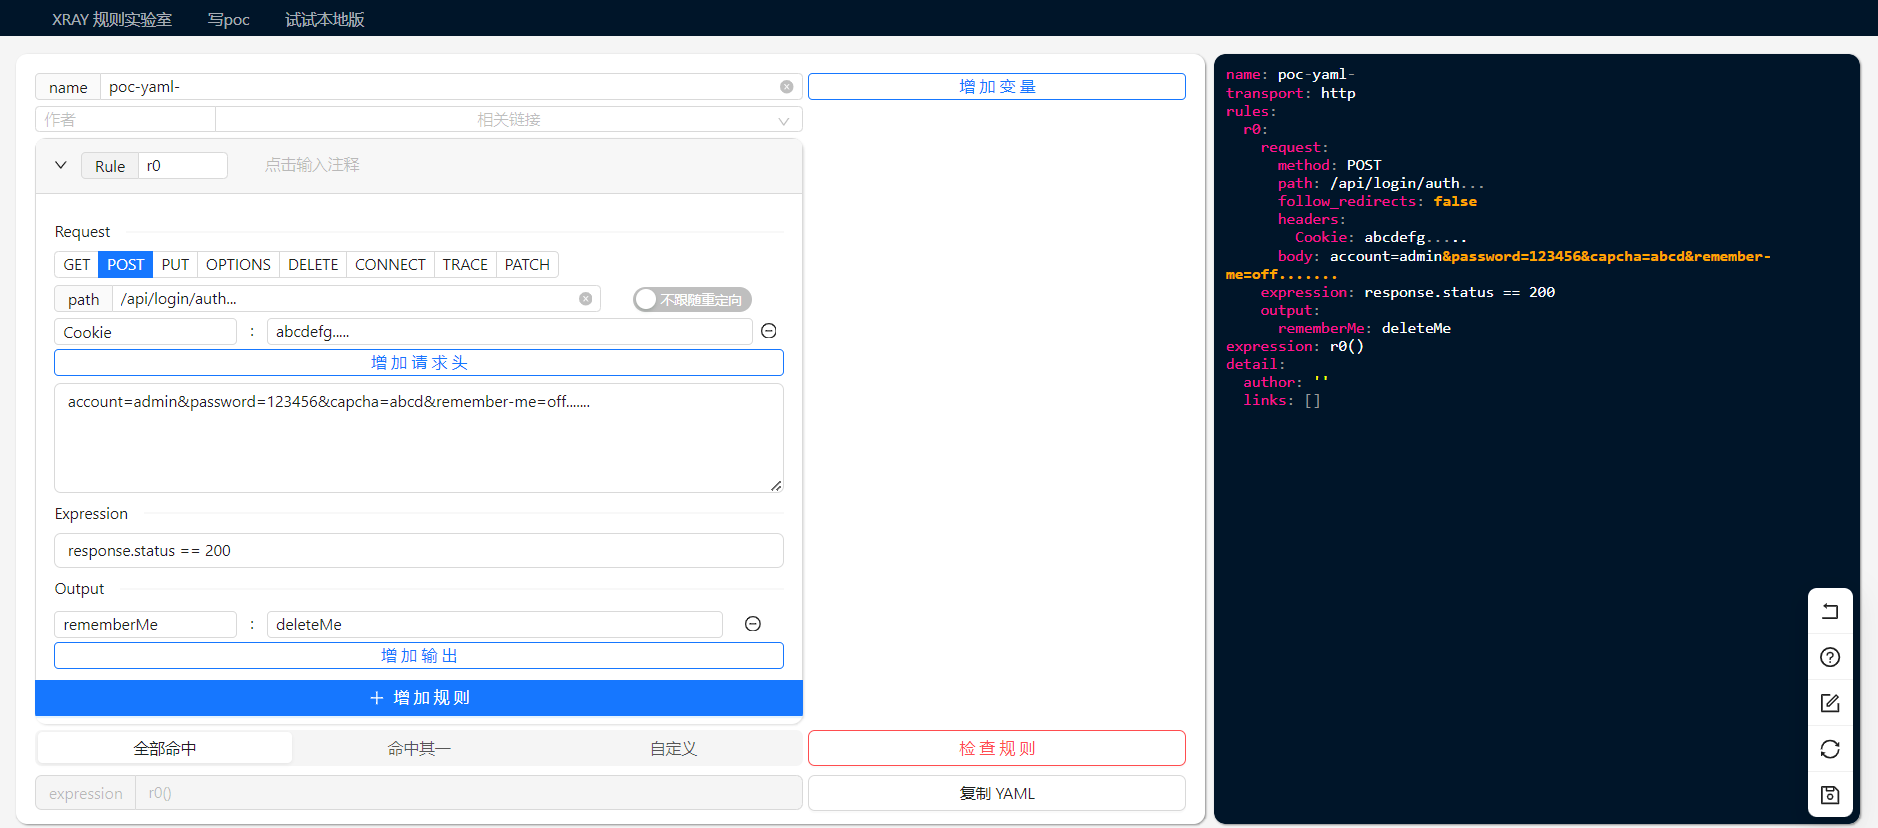 XRAY 规则实验室 写poc 试试本地版
name poc-yaml-
增加变量
作者 相关链接
Rule r0 点击输入注释
Request
GET POST PUT OPTIONS DELETE CONNECT TRACE PATCH
path /api/login/auth... 不跟随重定向
Cookie : abcdefg.....
增加请求头
account=admin&password=123456&capcha=abcd&remember-me=off.......
Expression
response.status == 200
Output
rememberMe : deleteMe
增加输出
+ 增加规则
全部命中 命中其一 自定义
检查规则
expression r0()
复制 YAML
name: poc-yaml-
transport: http
rules:
r0:
request:
method: POST
path: /api/login/auth...
follow_redirects: false
headers:
Cookie: abcdefg.....
body: account=admin&password=123456&capcha=abcd&remember-
me=off.......
expression: response.status == 200
output:
rememberMe: deleteMe
expression: r0()
detail:
author: ''
links: []